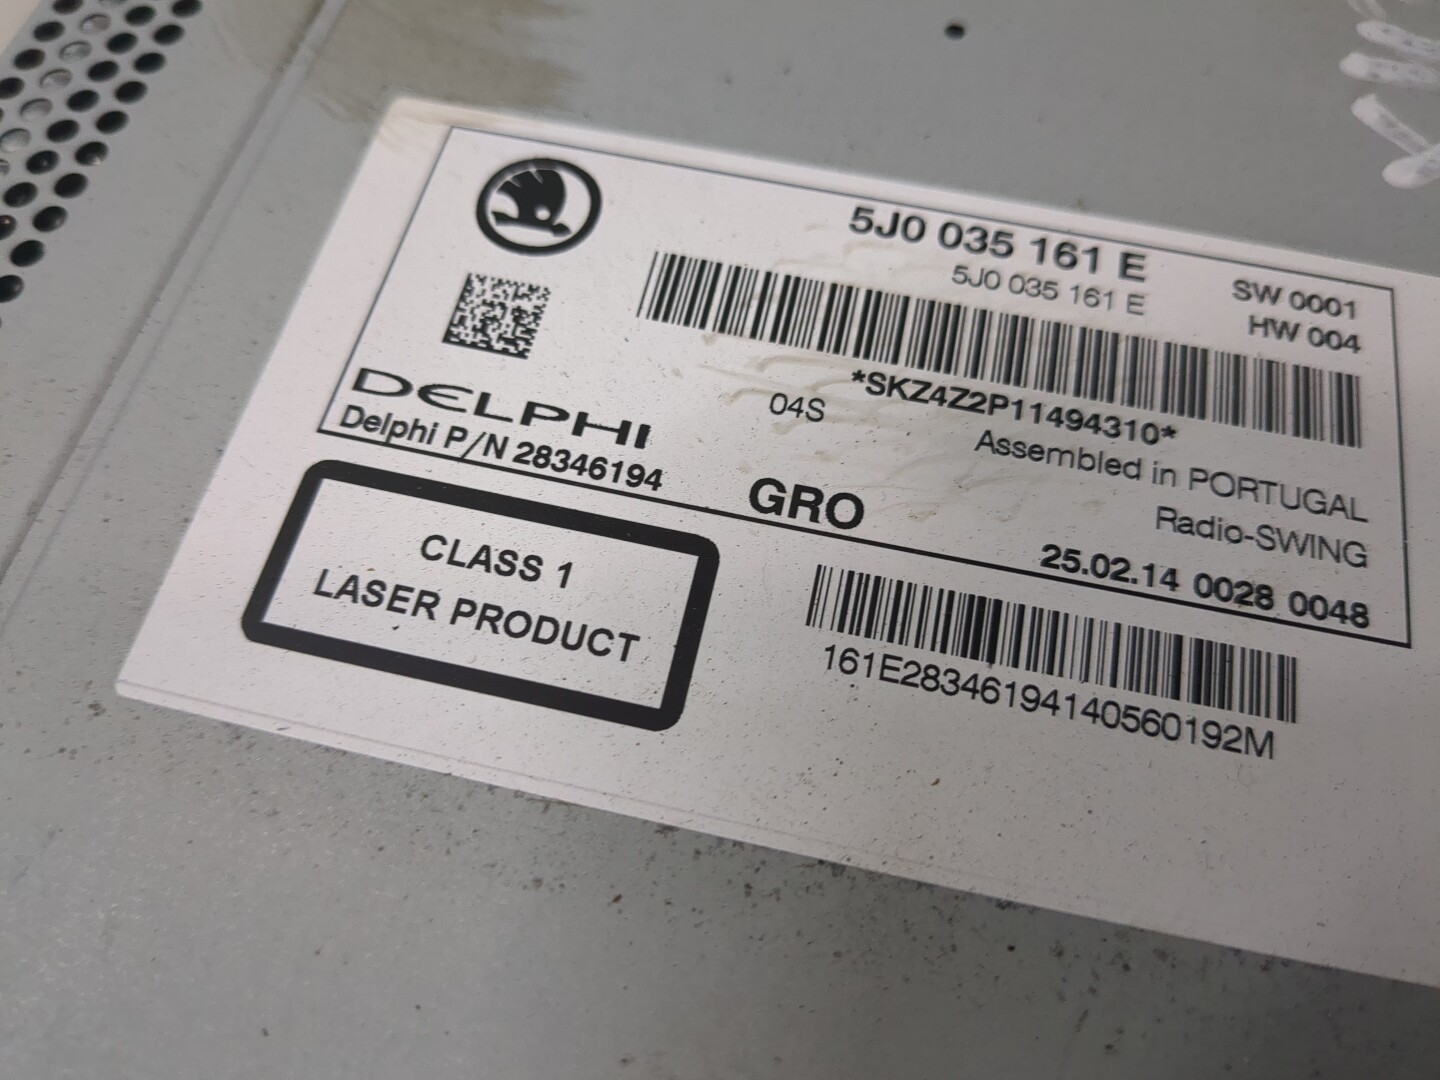 5J0 035 161 E
5J0 035 161 E
SW 0001
HW 004
*SKZ4Z2P11494310*
04S
Assembled in PORTUGAL
Radio-SWING
DELPHI
Delphi P/N 28346194
GRO
25.02.14 0028 0048
CLASS 1
LASER PRODUCT
161E28346194140560192M